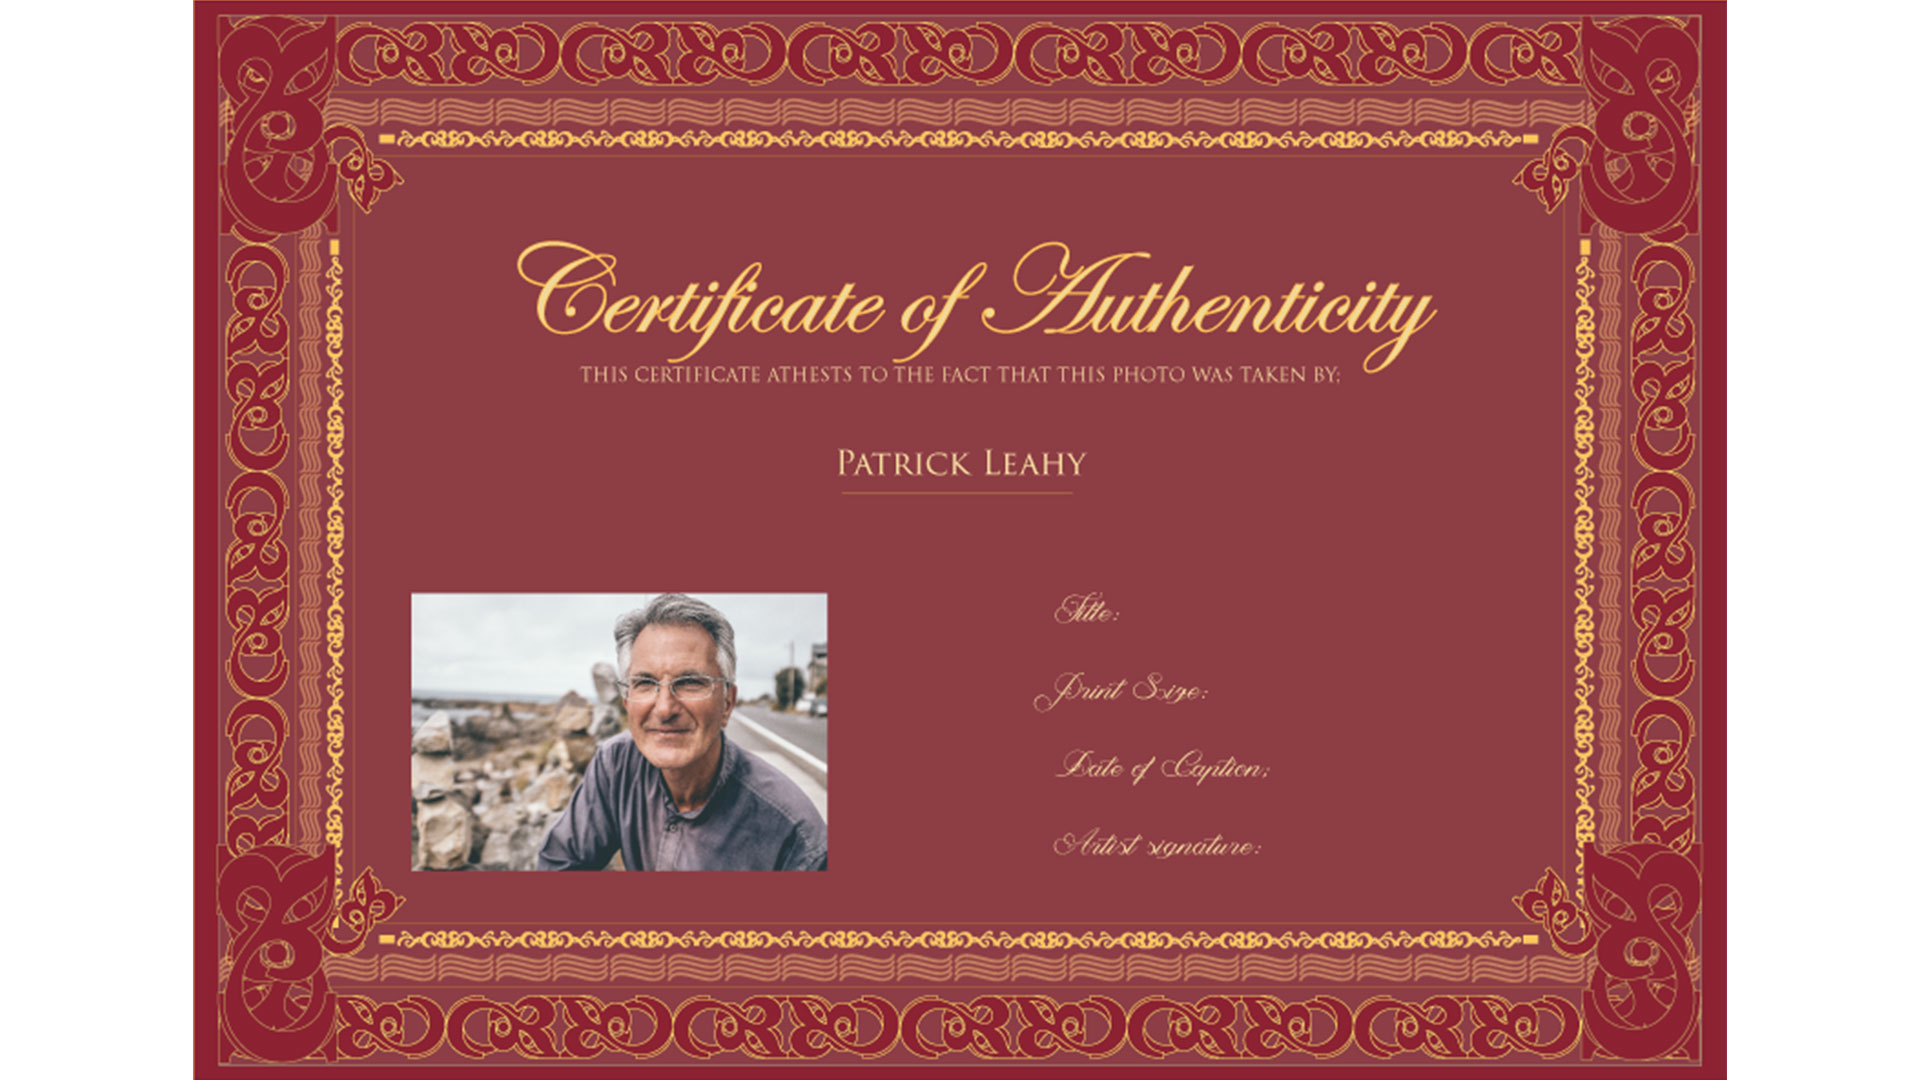 Certificate of Authenticity
THIS CERTIFICATE ATHESTS TO THE FACT THAT THIS PHOTO WAS TAKEN BY;
PATRICK LEAHY
Title:
Print Size:
Date of Caption;
Artist signature: